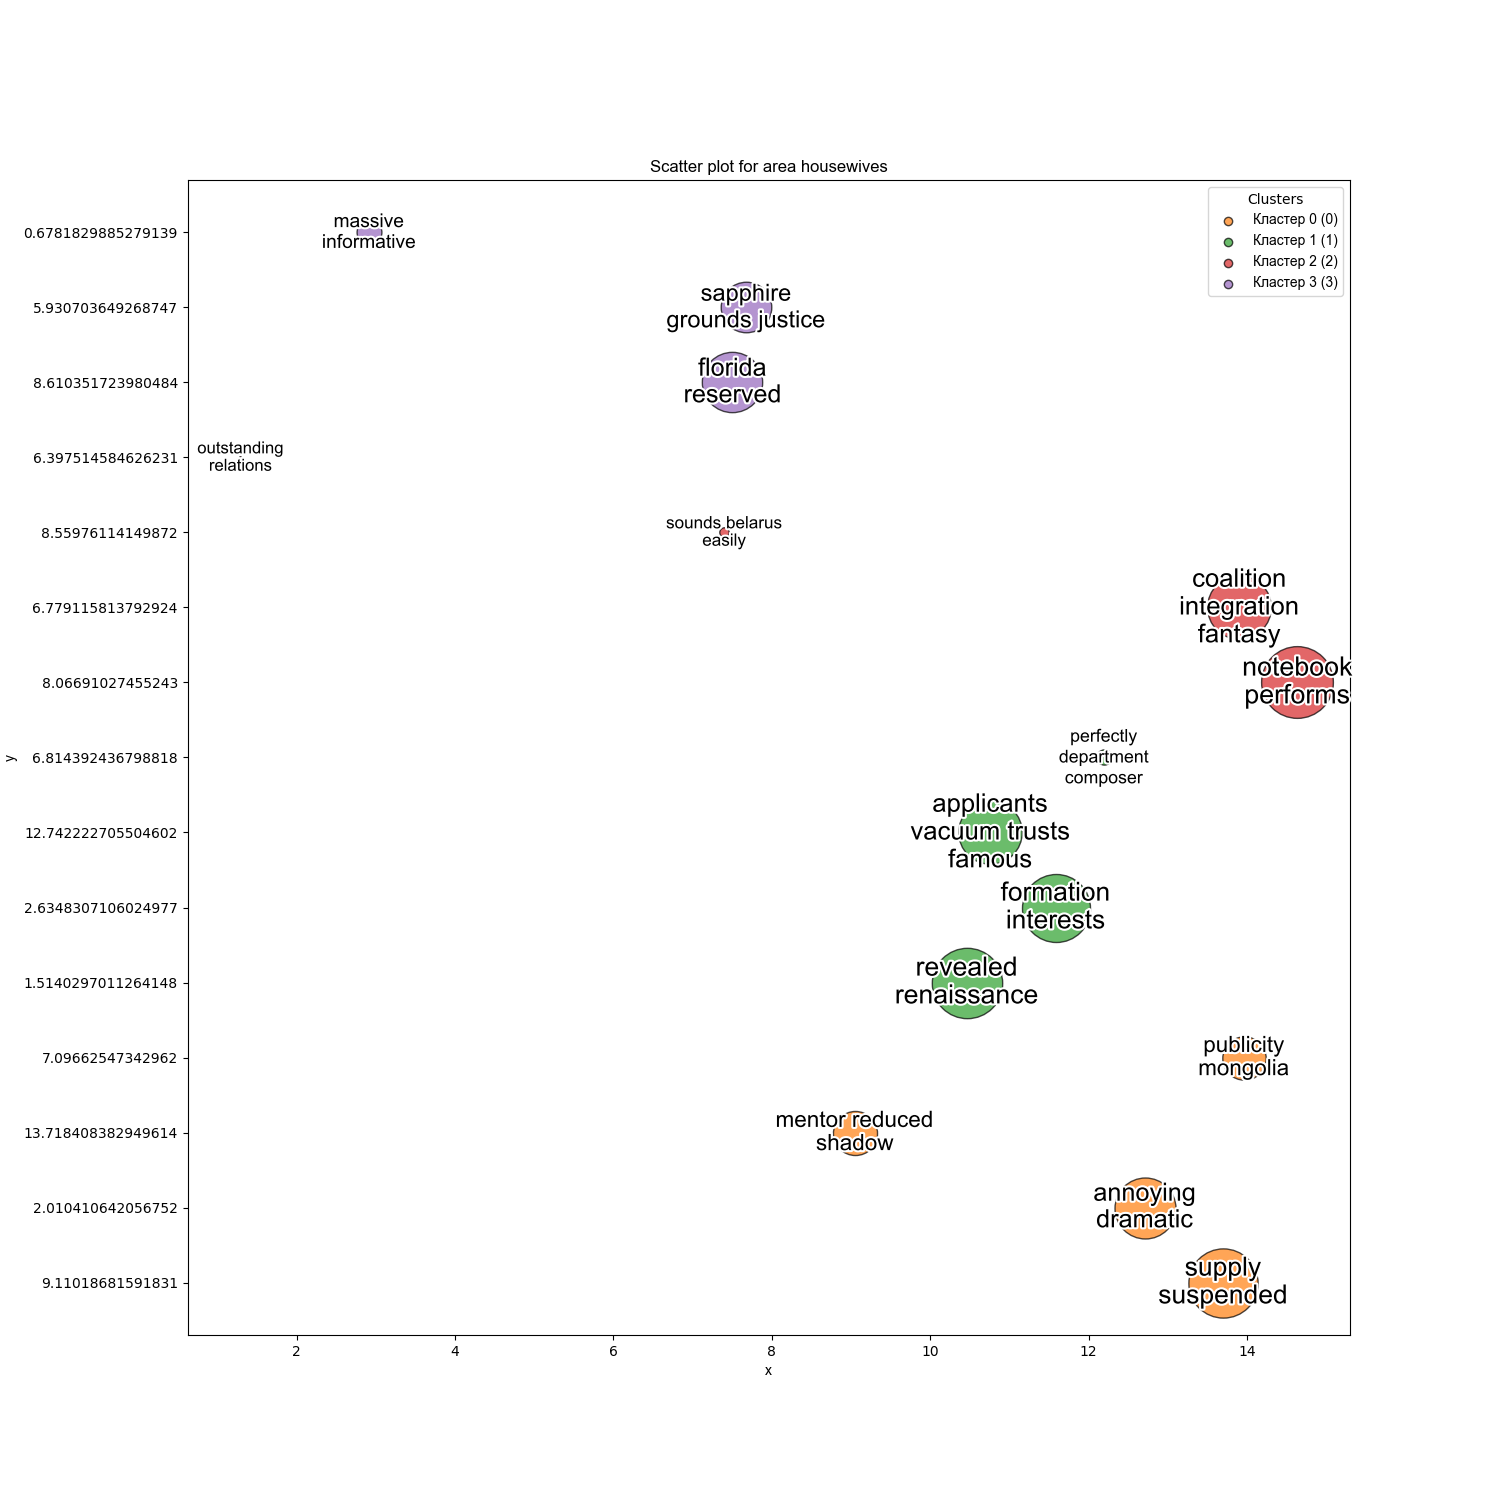 Scatter plot for area housewives
Clusters
Кластер 0 (0)
Кластер 1 (1)
Кластер 2 (2)
Кластер 3 (3)
0.6781829885279139
5.930703649268747
8.610351723980484
6.397514584626231
8.55976114149872
6.779115813792924
8.06691027455243
6.814392436798818
12.742222705504602
2.6348307106024977
1.5140297011264148
7.09662547342962
13.718408382949614
2.010410642056752
9.11018681591831
y
massive
informative
sapphire
grounds justice
florida
reserved
outstanding
relations
sounds belarus
easily
coalition
integration
fantasy
notebook
performs
perfectly
department
composer
applicants
vacuum trusts
famous
formation
interests
revealed
renaissance
publicity
mongolia
mentor reduced
shadow
annoying
dramatic
supply
suspended
2
4
6
8
10
12
14
x